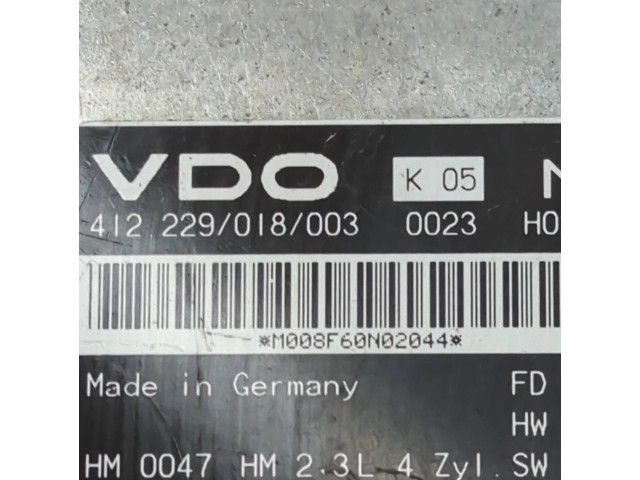 VDO K 05
412 229/018/003 0023 HO
*M008F60N02044*
Made in Germany FD
HW
HM 0047 HM 2.3L 4 Zyl. SW